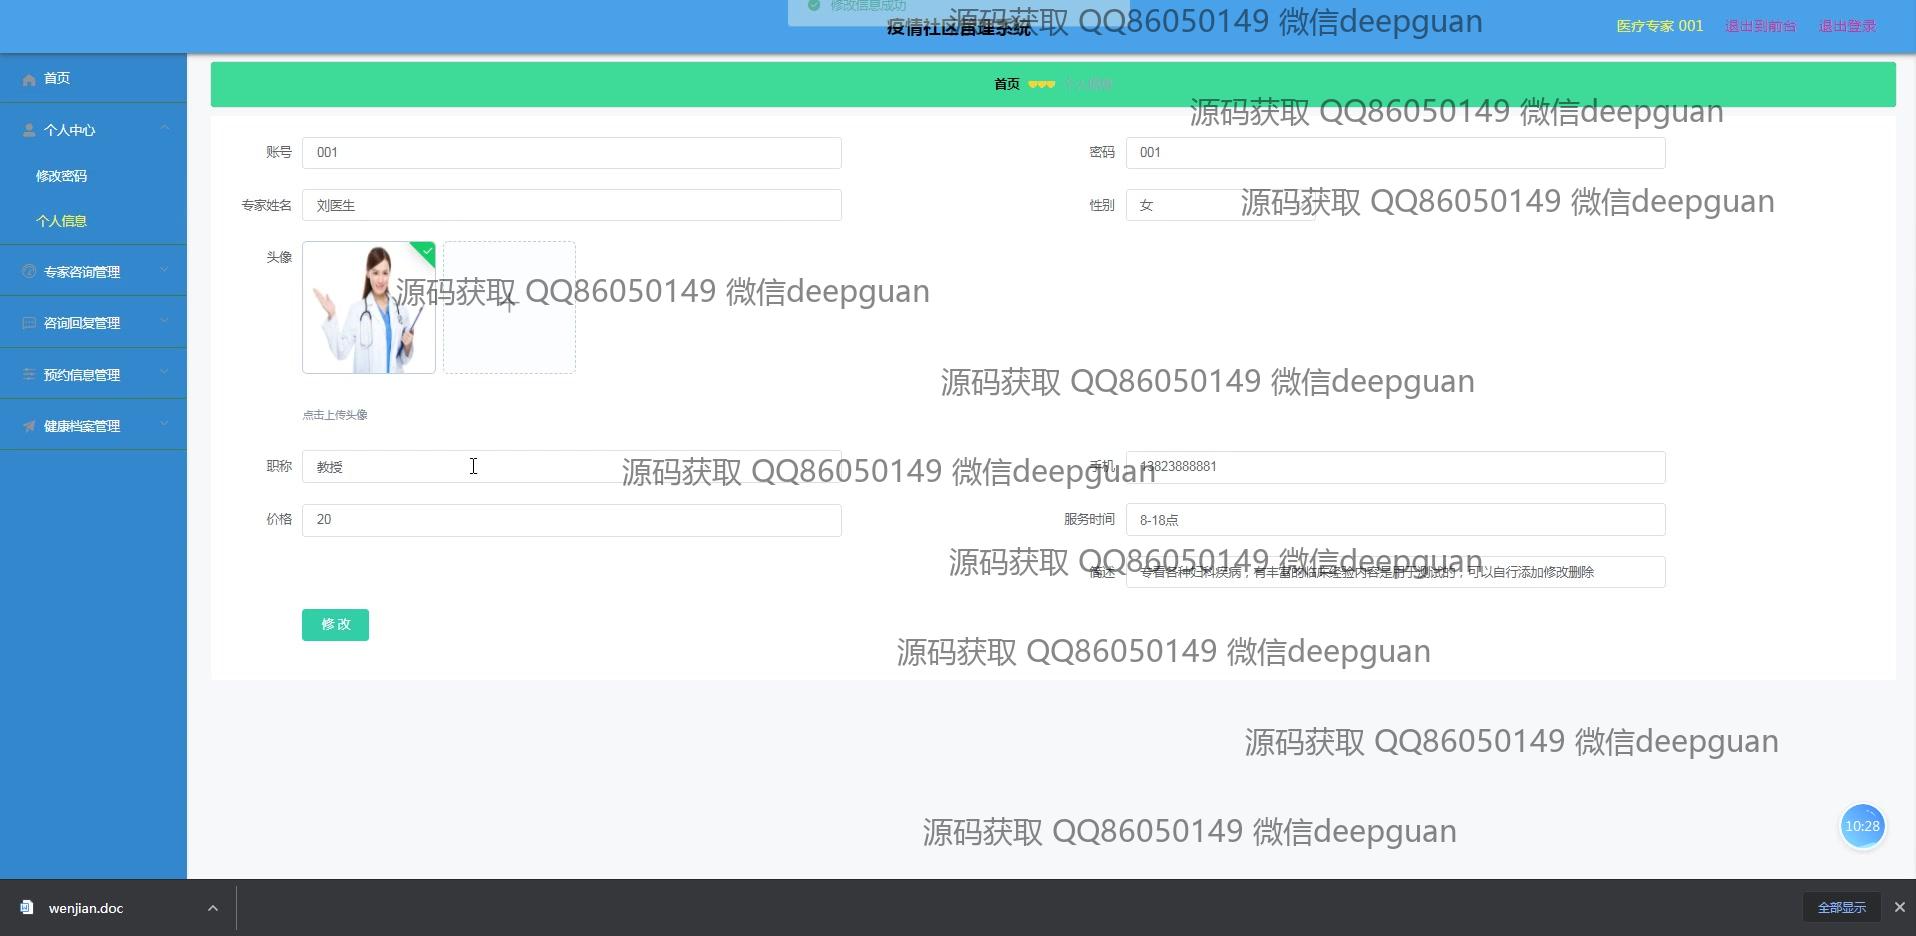 修改信息成功
疫情社区管理系统
源码获取 QQ86050149 微信deepguan
医疗专家 001 退出到前台 退出登录
首页
首页 个人信息
源码获取 QQ86050149 微信deepguan
个人中心
账号 001 密码 001
修改密码
专家姓名 刘医生 性别 女
源码获取 QQ86050149 微信deepguan
个人信息
头像
专家咨询管理
源码获取 QQ86050149 微信deepguan
咨询回复管理
预约信息管理
源码获取 QQ86050149 微信deepguan
点击上传头像
健康档案管理
职称 教授 手机 13823888881
源码获取 QQ86050149 微信deepguan
价格 20 服务时间 8-18点
源码获取 QQ86050149 微信deepguan
简述 专看各种妇科疾病，有丰富的临床经验内容是用于测试的，可以自行添加修改删除
修改
源码获取 QQ86050149 微信deepguan
源码获取 QQ86050149 微信deepguan
源码获取 QQ86050149 微信deepguan
10:28
wenjian.doc 全部显示